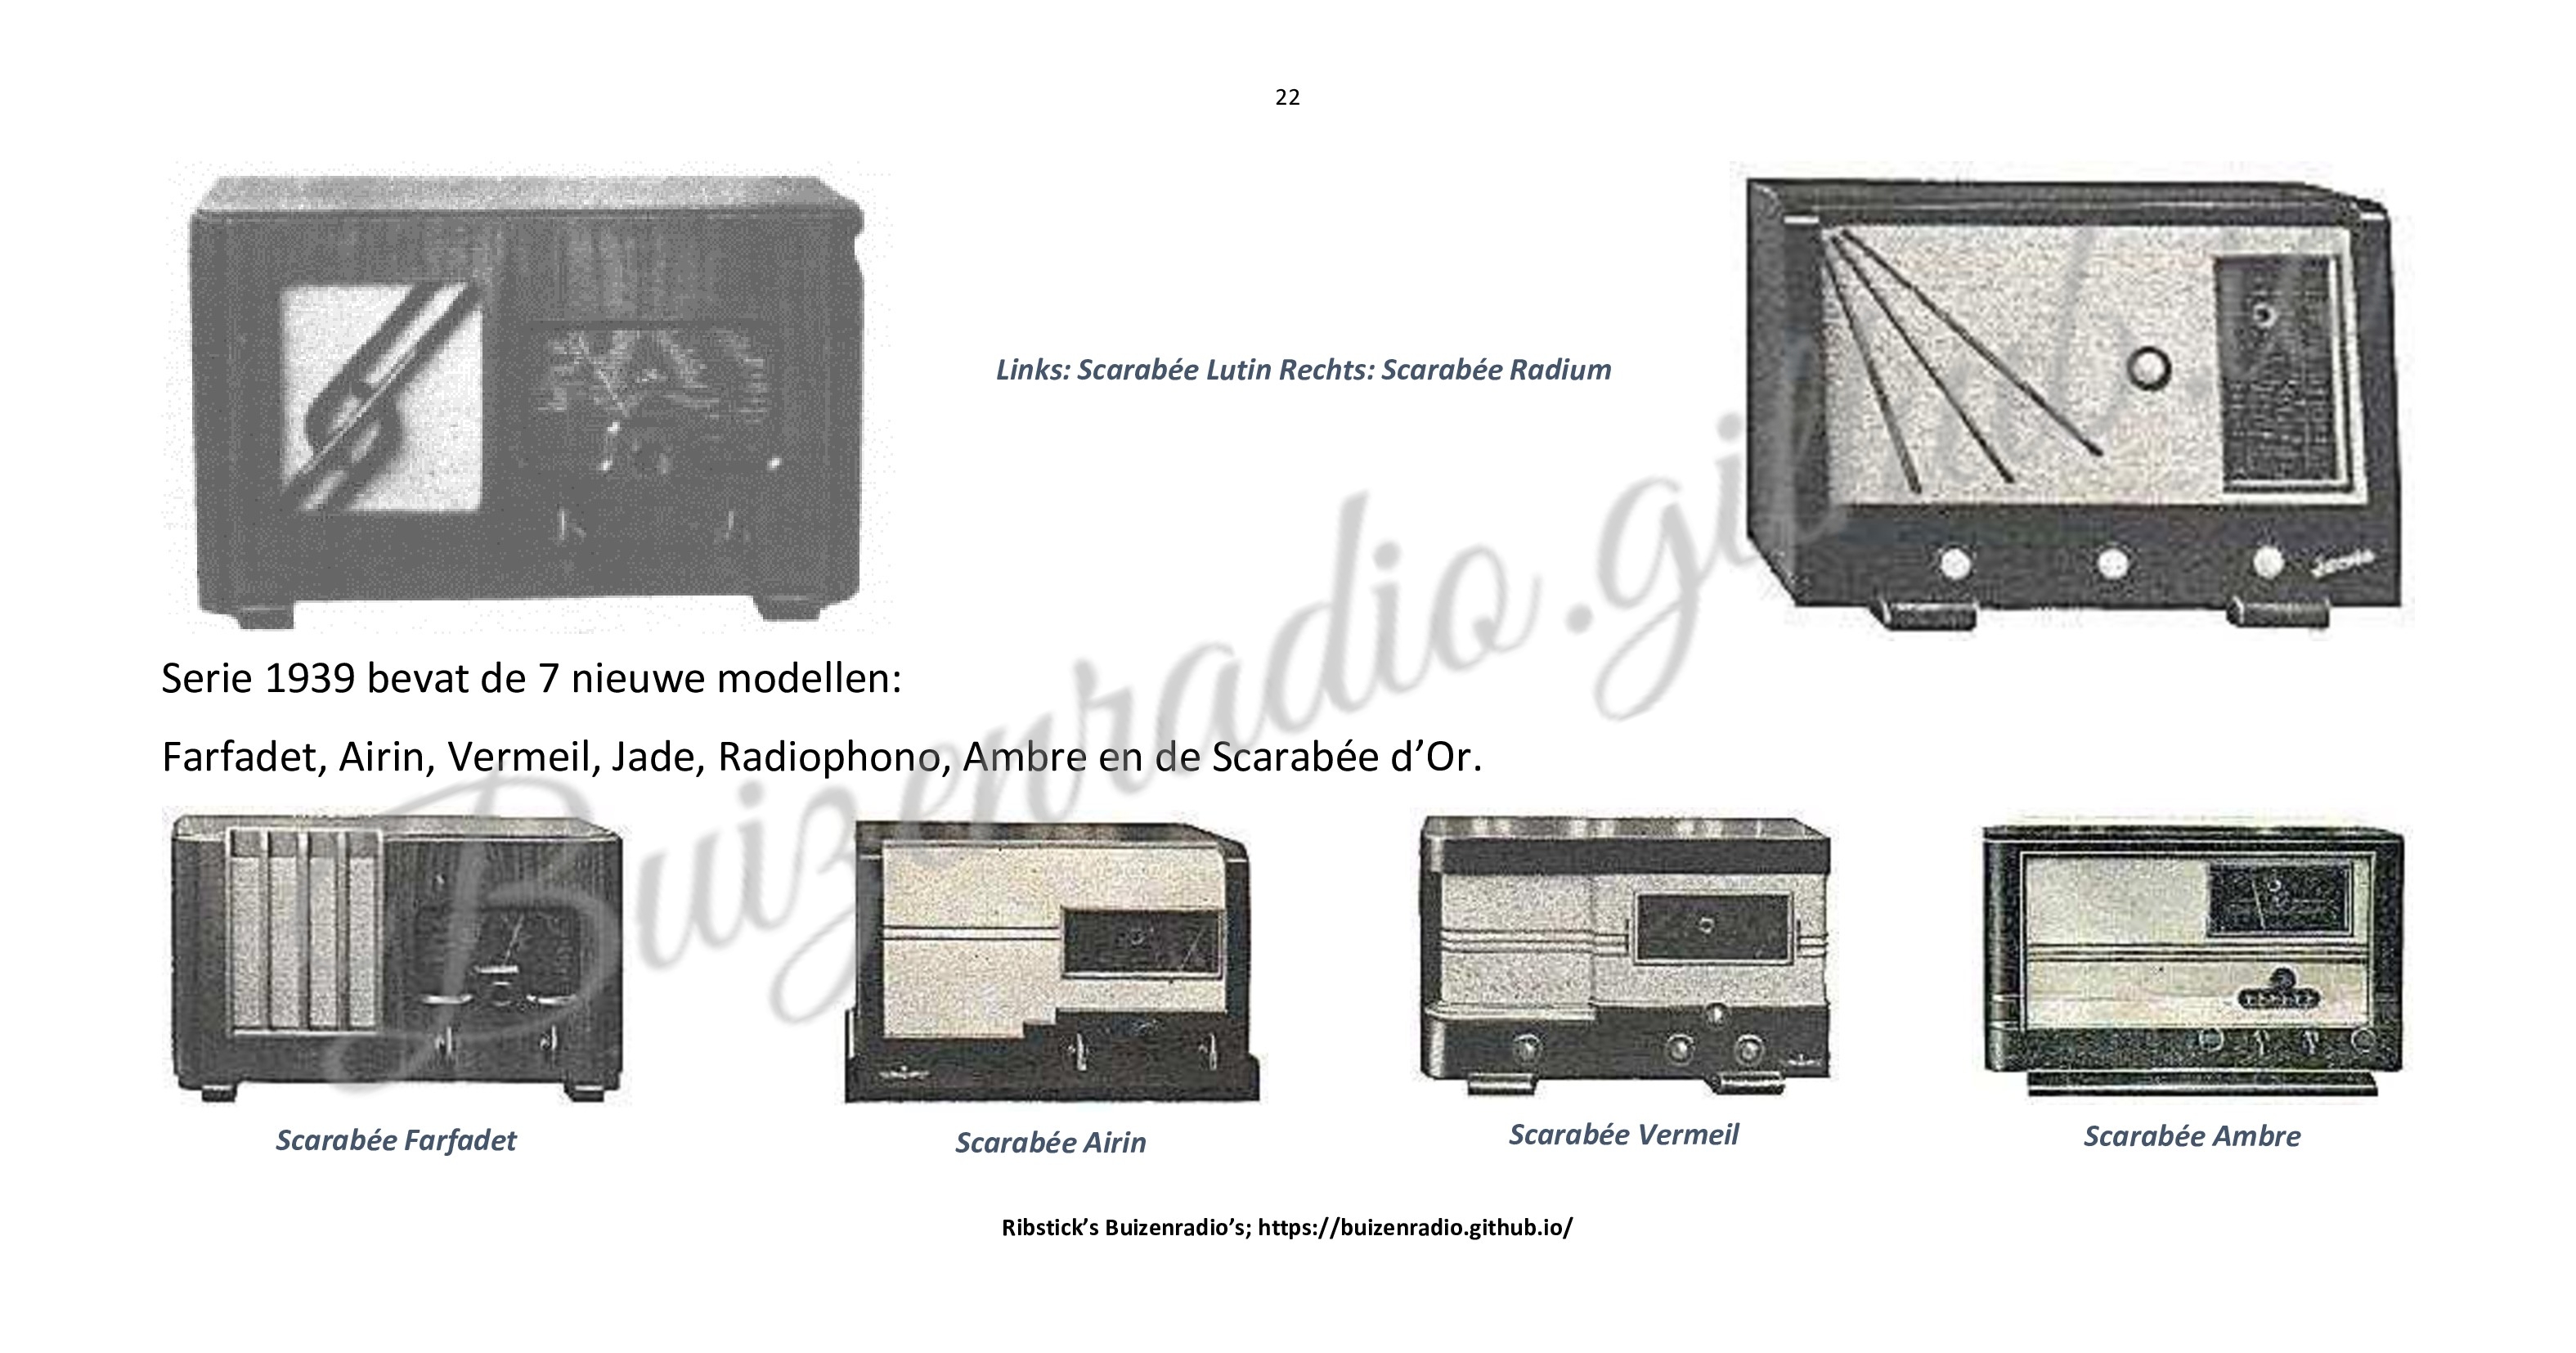 22
Links: Scarabée Lutin Rechts: Scarabée Radium
Serie 1939 bevat de 7 nieuwe modellen:
Farfadet, Airin, Vermeil, Jade, Radiophono, Ambre en de Scarabée d’Or.
Buizenradio.github
Scarabée Farfadet
Scarabée Airin
Scarabée Vermeil
Scarabée Ambre
Ribstick’s Buizenradio’s; https://buizenradio.github.io/